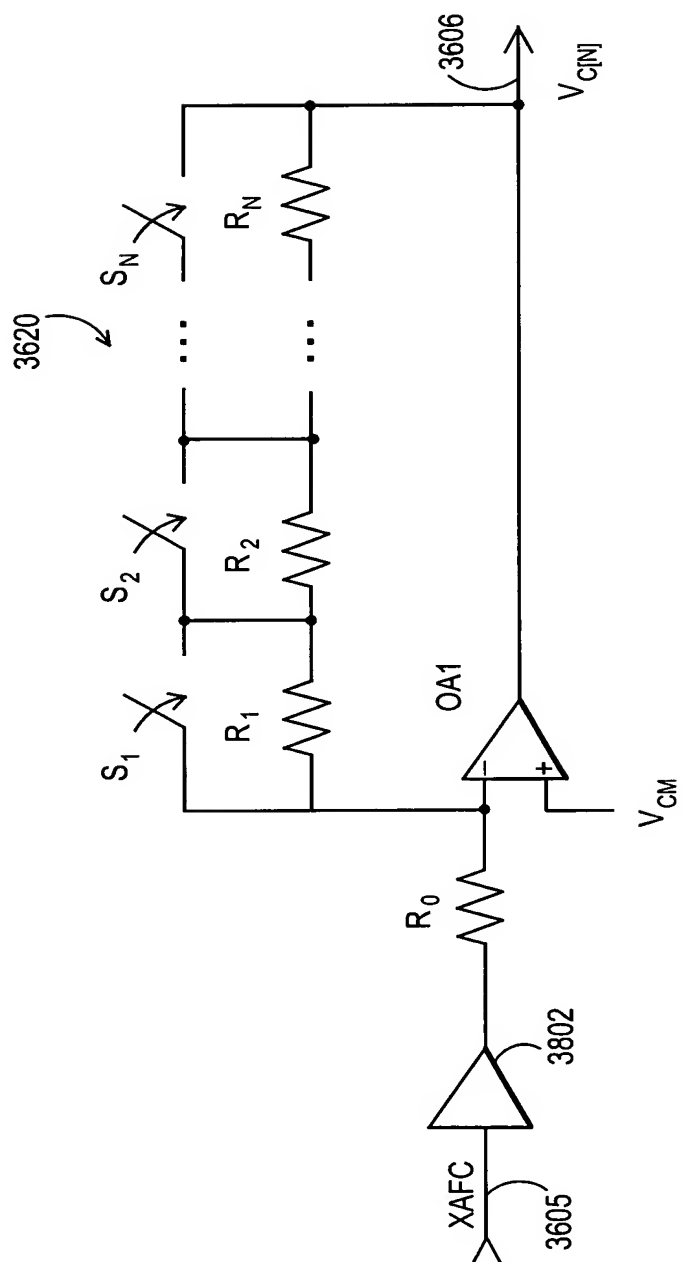 3620
S1
S2
SN
R1
R2
...
...
RN
3606
VC[N]
OA1
−
+
VCM
R0
3802
XAFC
3605